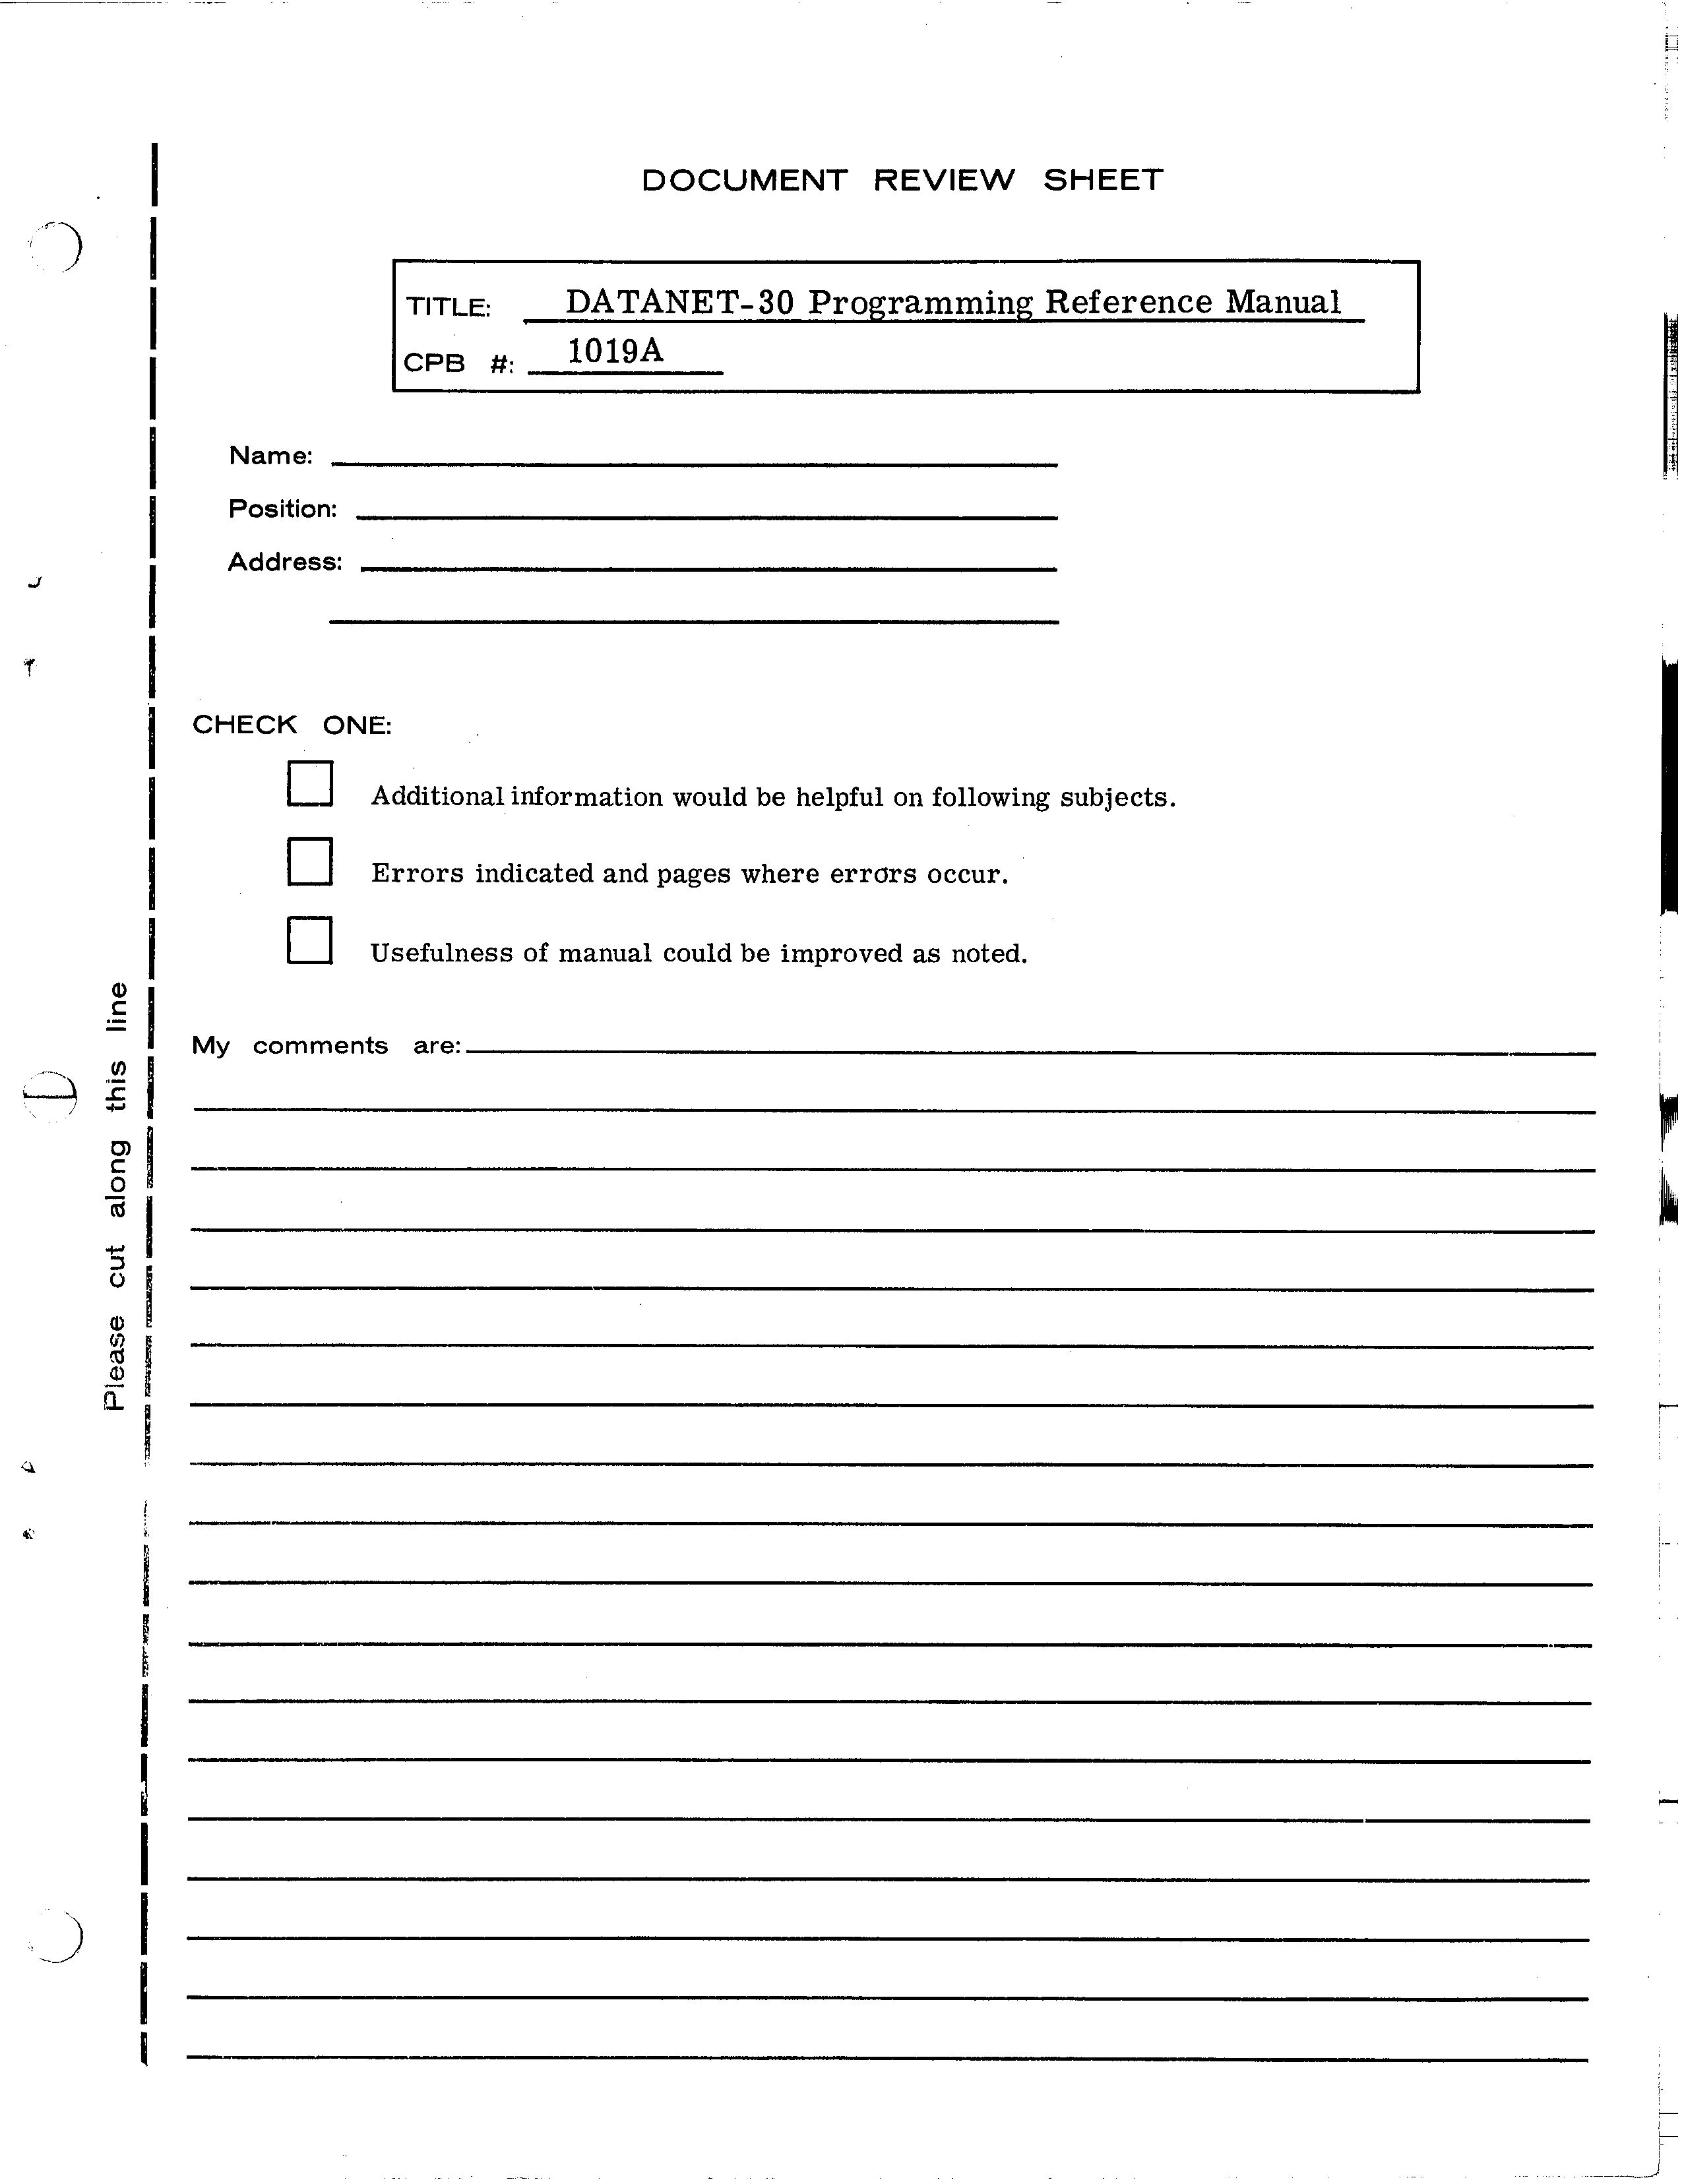 DOCUMENT REVIEW SHEET
TITLE: DATANET-30 Programming Reference Manual
CPB #: 1019A
Name:
Position:
Address:
CHECK ONE:
Additional information would be helpful on following subjects.
Errors indicated and pages where errors occur.
Usefulness of manual could be improved as noted.
My comments are:
Please cut along this line